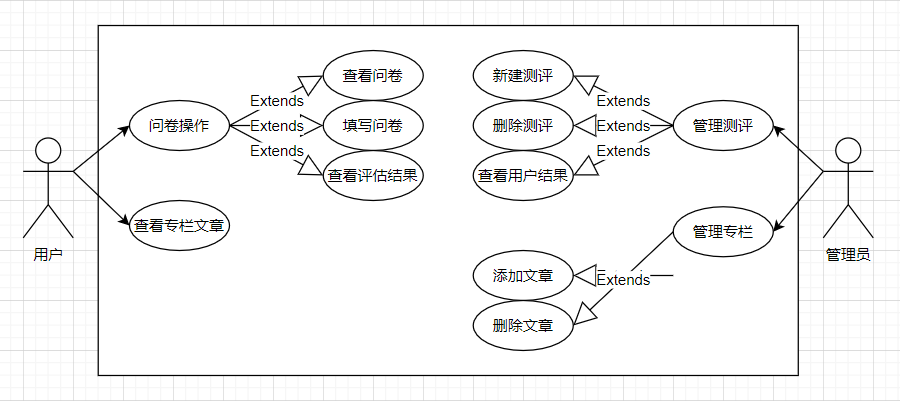 查看问卷
新建测评
Extends
Extends
问卷操作
Extends
填写问卷
删除测评
Extends
管理测评
Extends
Extends
查看评估结果
查看用户结果
查看专栏文章
管理专栏
用户
管理员
添加文章
Extends
删除文章